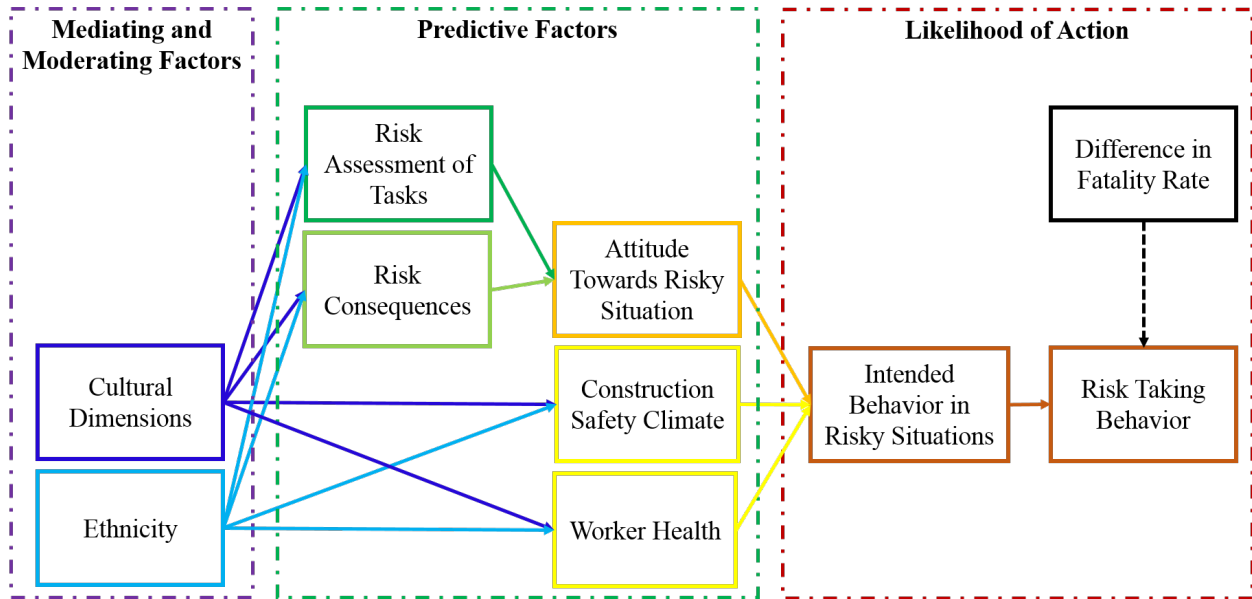 Mediating and
Moderating Factors
Predictive Factors
Likelihood of Action
Risk
Assessment of
Tasks
Difference in
Fatality Rate
Risk
Consequences
Attitude
Towards Risky
Situation
Cultural
Dimensions
Construction
Safety Climate
Intended
Behavior in
Risky Situations
Risk Taking
Behavior
Ethnicity
Worker Health